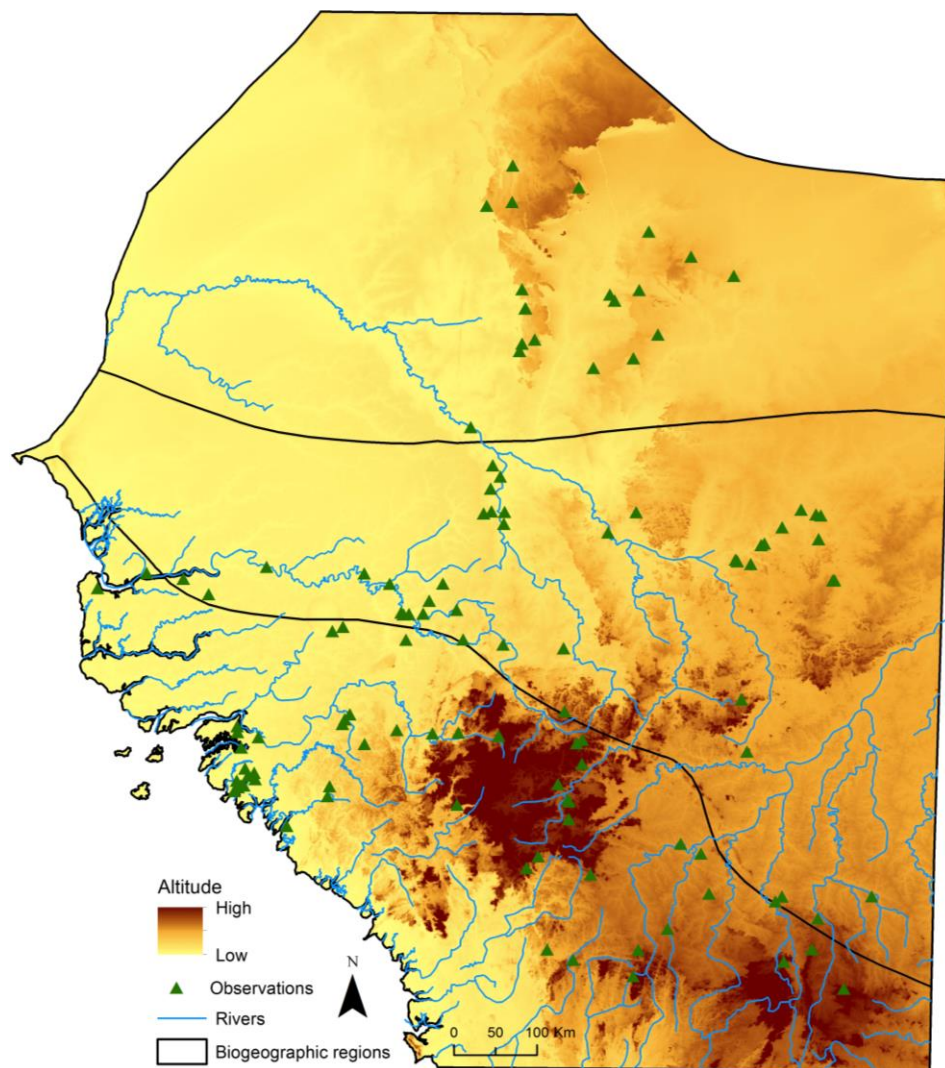 Altitude
High
Low
N
Observations
Rivers
Biogeographic regions
0 50 100 Km